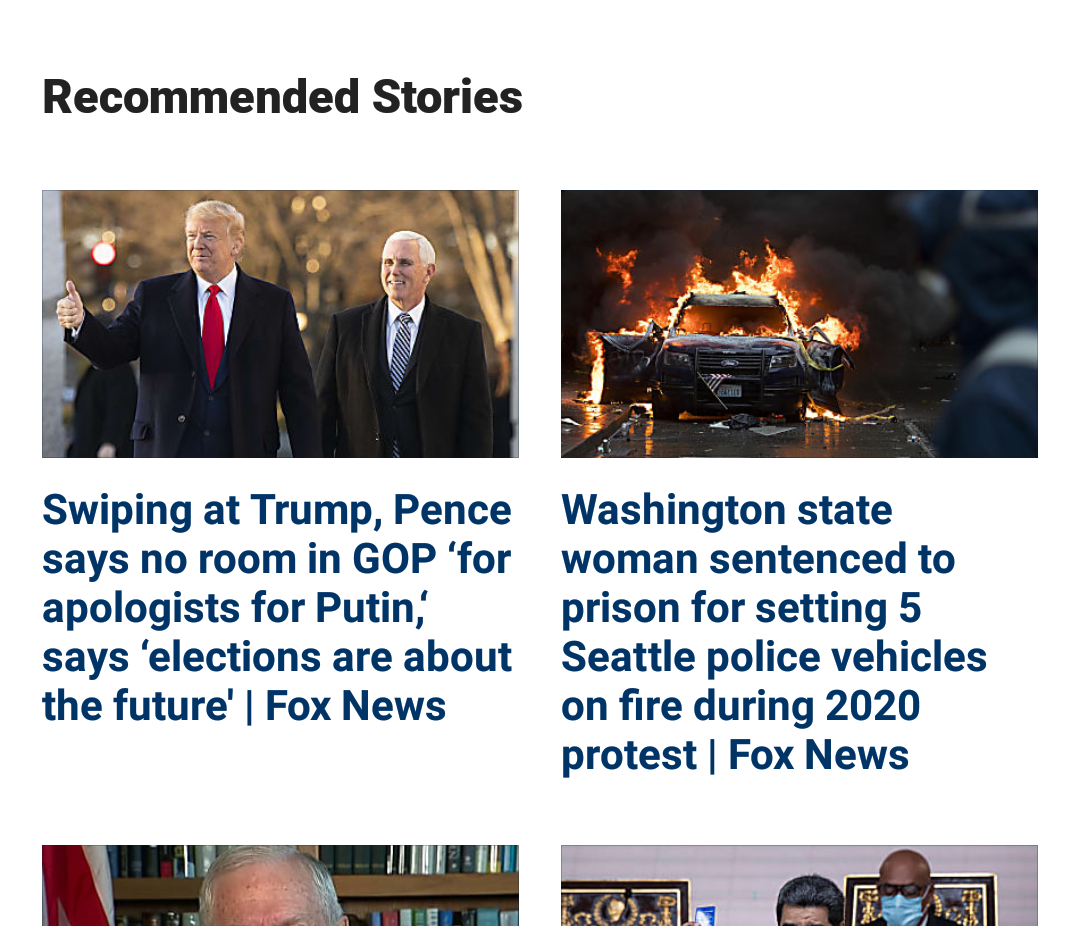 Recommended Stories
Swiping at Trump, Pence
says no room in GOP ‘for
apologists for Putin,‘
says ‘elections are about
the future' | Fox News
Washington state
woman sentenced to
prison for setting 5
Seattle police vehicles
on fire during 2020
protest | Fox News